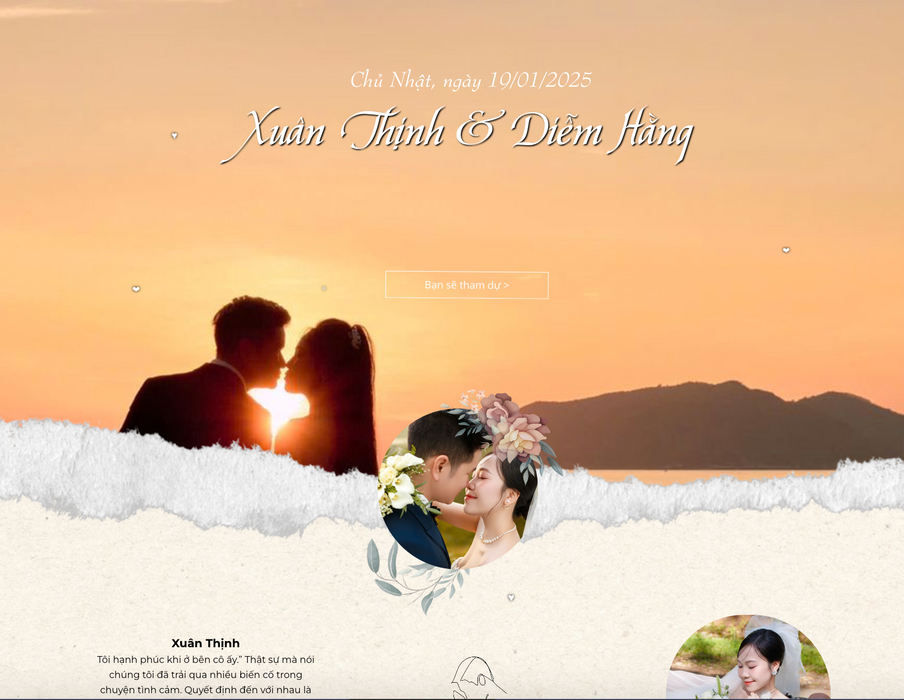 Chủ Nhật, ngày 19/01/2025
Xuân Thịnh & Diễm Hằng
Bạn sẽ tham dự >
Xuân Thịnh
Tôi hạnh phúc khi ở bên cô ấy.” Thật sự mà nói
chúng tôi đã trải qua nhiều biến cố trong
chuyện tình cảm. Quyết định đến với nhau là